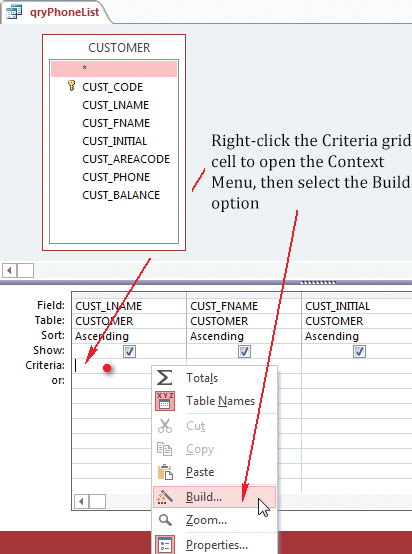 qryPhoneList
CUSTOMER
*
CUST_CODE
CUST_LNAME
CUST_FNAME
CUST_INITIAL
CUST_AREACODE
CUST_PHONE
CUST_BALANCE
Right-click the Criteria grid
cell to open the Context
Menu, then select the Build
option
Field: CUST_LNAME CUST_FNAME CUST_INITIAL
Table: CUSTOMER CUSTOMER CUSTOMER
Sort: Ascending Ascending Ascending
Show:
Criteria:
or:
Totals
XYZ Table Names
Cut
Copy
Paste
Build...
Zoom...
Properties...